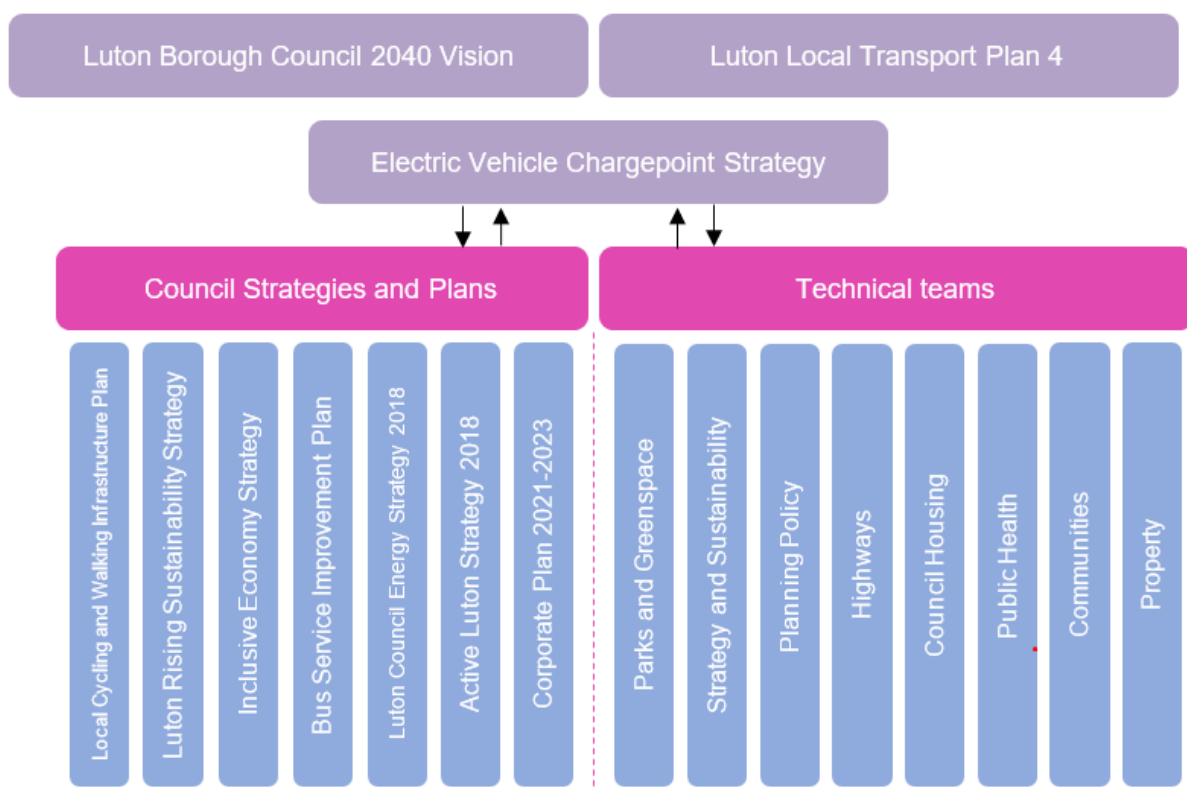 Luton Borough Council 2040 Vision
Luton Local Transport Plan 4
Electric Vehicle Chargepoint Strategy
Council Strategies and Plans
Technical teams
Local Cycling and Walking Infrastructure Plan
Luton Rising Sustainability Strategy
Inclusive Economy Strategy
Bus Service Improvement Plan
Luton Council Energy Strategy 2018
Active Luton Strategy 2018
Corporate Plan 2021-2023
Parks and Greenspace
Strategy and Sustainability
Planning Policy
Highways
Council Housing
Public Health
Communities
Property